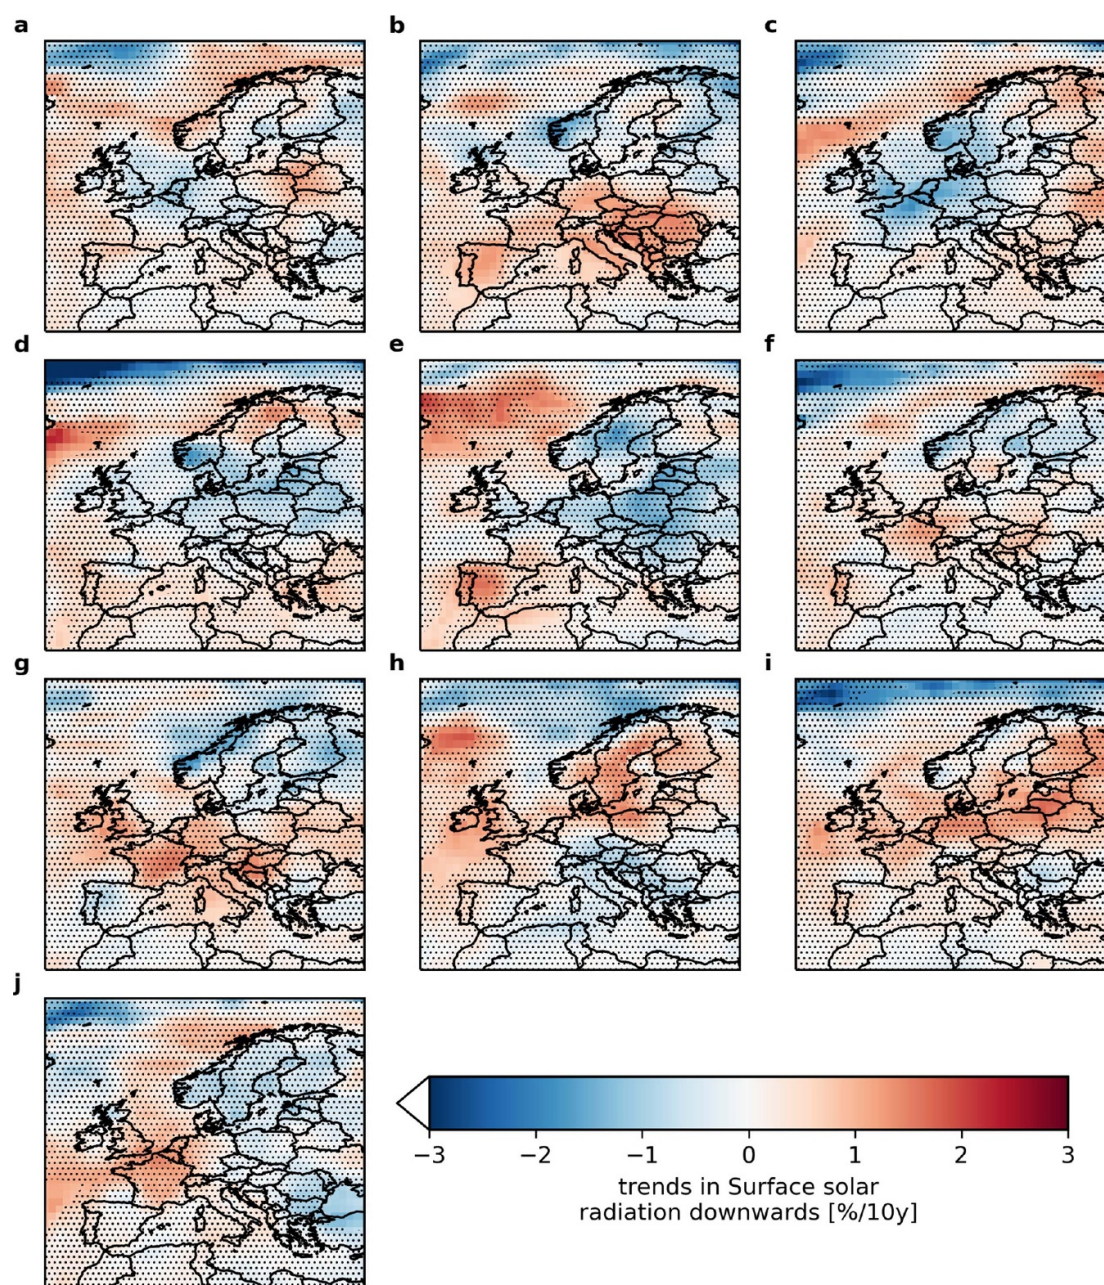 a
b
c
d
e
f
g
h
i
j
−3 −2 −1 0 1 2 3
trends in Surface solar
radiation downwards [%/10y]